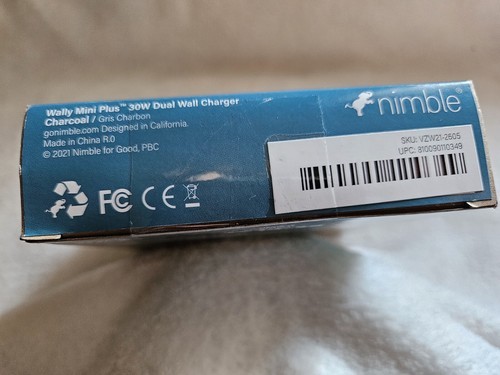 Wally Mini Plus™ 30W Dual Wall Charger
Charcoal / Gris Charbon
gonimble.com Designed in California.
Made in China R.0
© 2021 Nimble for Good, PBC
FC CE
nimble®
SKU: VZW21-2605
UPC: 810090110349